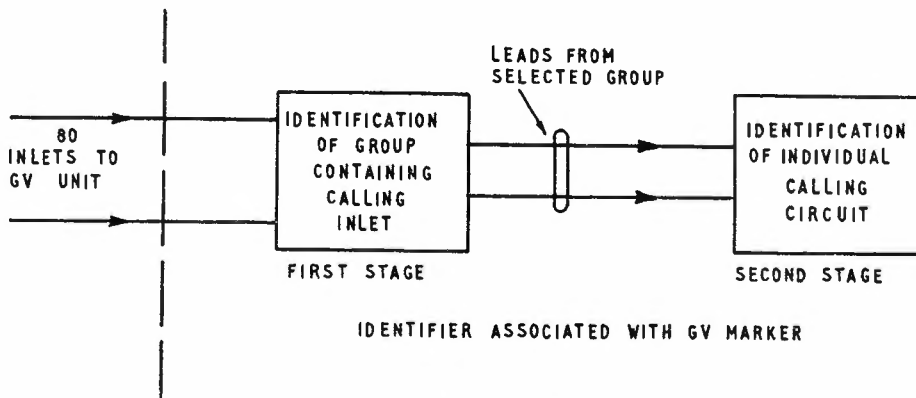 80
INLETS TO
GV UNIT
IDENTIFICATION
OF GROUP
CONTAINING
CALLING
INLET
FIRST STAGE
LEADS FROM
SELECTED GROUP
IDENTIFICATION
OF INDIVIDUAL
CALLING
CIRCUIT
SECOND STAGE
IDENTIFIER ASSOCIATED WITH GV MARKER